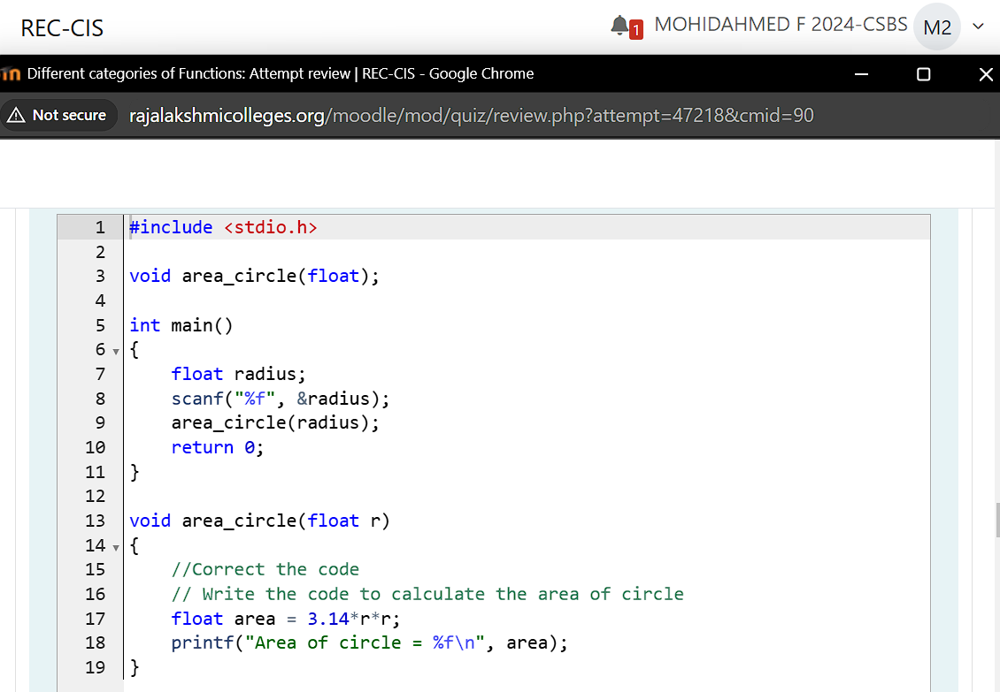 REC-CIS
1 MOHIDAHMED F 2024-CSBS M2
Different categories of Functions: Attempt review | REC-CIS - Google Chrome
Not secure rajalakshmicolleges.org/moodle/mod/quiz/review.php?attempt=47218&cmid=90
1 #include <stdio.h>
2
3 void area_circle(float);
4
5 int main()
6 {
7     float radius;
8     scanf("%f", &radius);
9     area_circle(radius);
10     return 0;
11 }
12
13 void area_circle(float r)
14 {
15     //Correct the code
16     // Write the code to calculate the area of circle
17     float area = 3.14*r*r;
18     printf("Area of circle = %f\n", area);
19 }